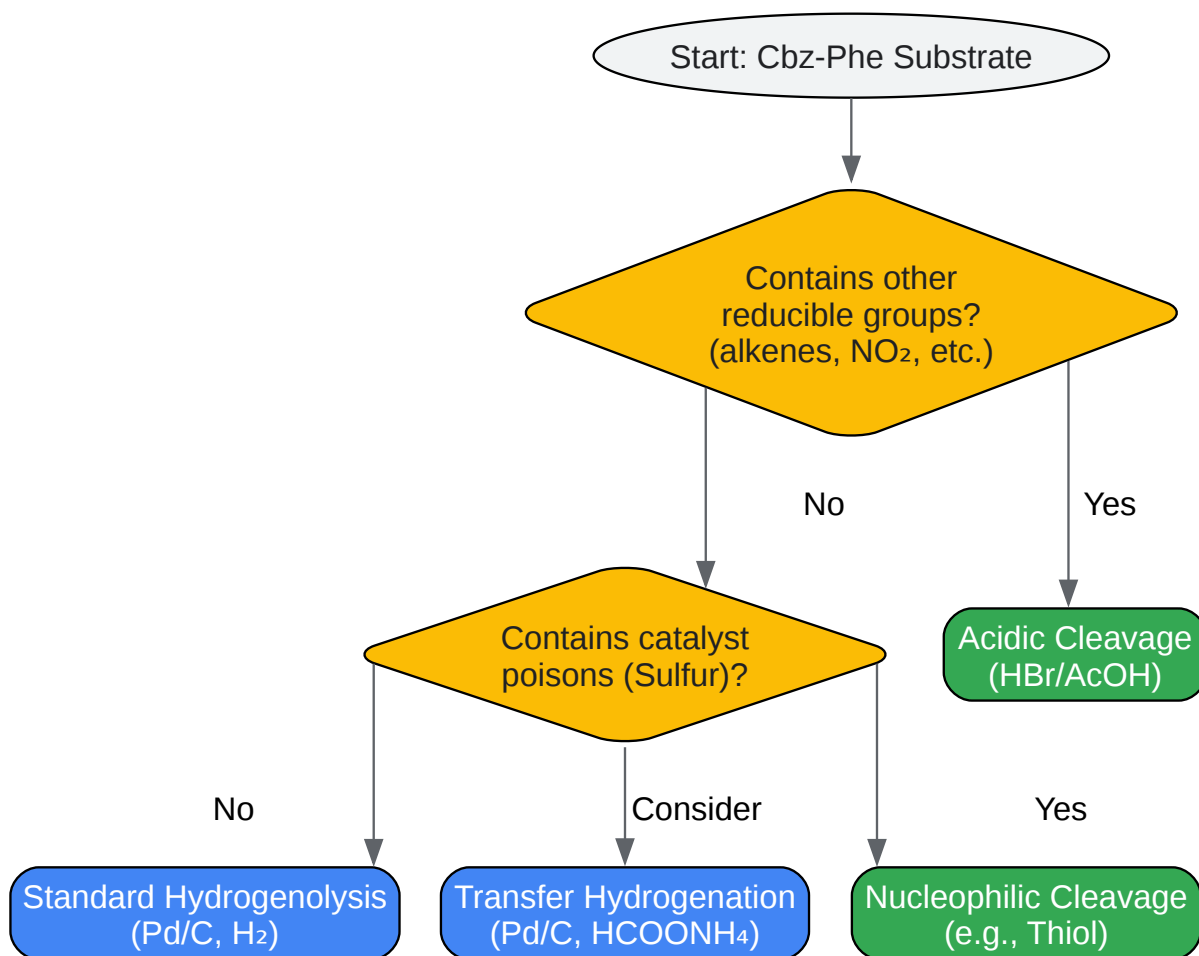 Start: Cbz-Phe Substrate
Contains other
reducible groups?
(alkenes, NO₂, etc.)
No
Yes
Contains catalyst
poisons (Sulfur)?
Acidic Cleavage
(HBr/AcOH)
No
Consider
Yes
Standard Hydrogenolysis
(Pd/C, H₂)
Transfer Hydrogenation
(Pd/C, HCOONH₄)
Nucleophilic Cleavage
(e.g., Thiol)